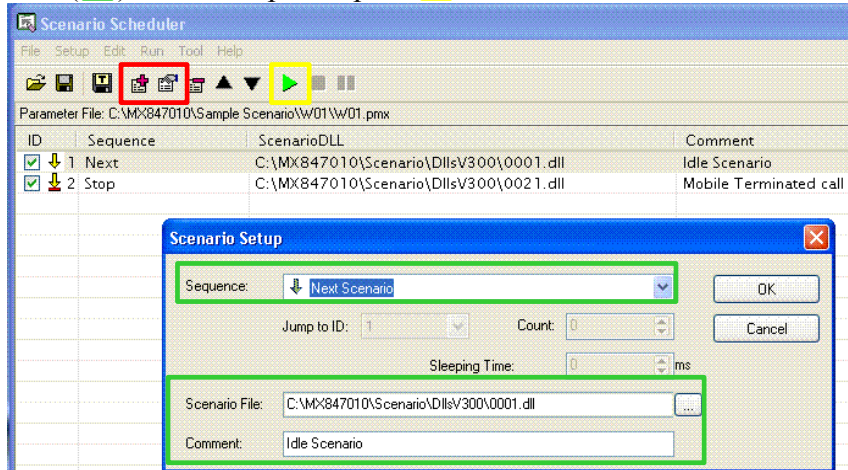 Scenario Scheduler
File Setup Edit Run Tool Help
Parameter File: C:\MX847010\Sample Scenario\W01\W01.pmx
ID Sequence ScenarioDLL Comment
1 Next C:\MX847010\Scenario\DllsV300\0001.dll Idle Scenario
2 Stop C:\MX847010\Scenario\DllsV300\0021.dll Mobile Terminated call
Scenario Setup
Sequence: Next Scenario OK
Jump to ID: 1 Count: 0 Cancel
Sleeping Time: 0 ms
Scenario File: C:\MX847010\Scenario\DllsV300\0001.dll ...
Comment: Idle Scenario